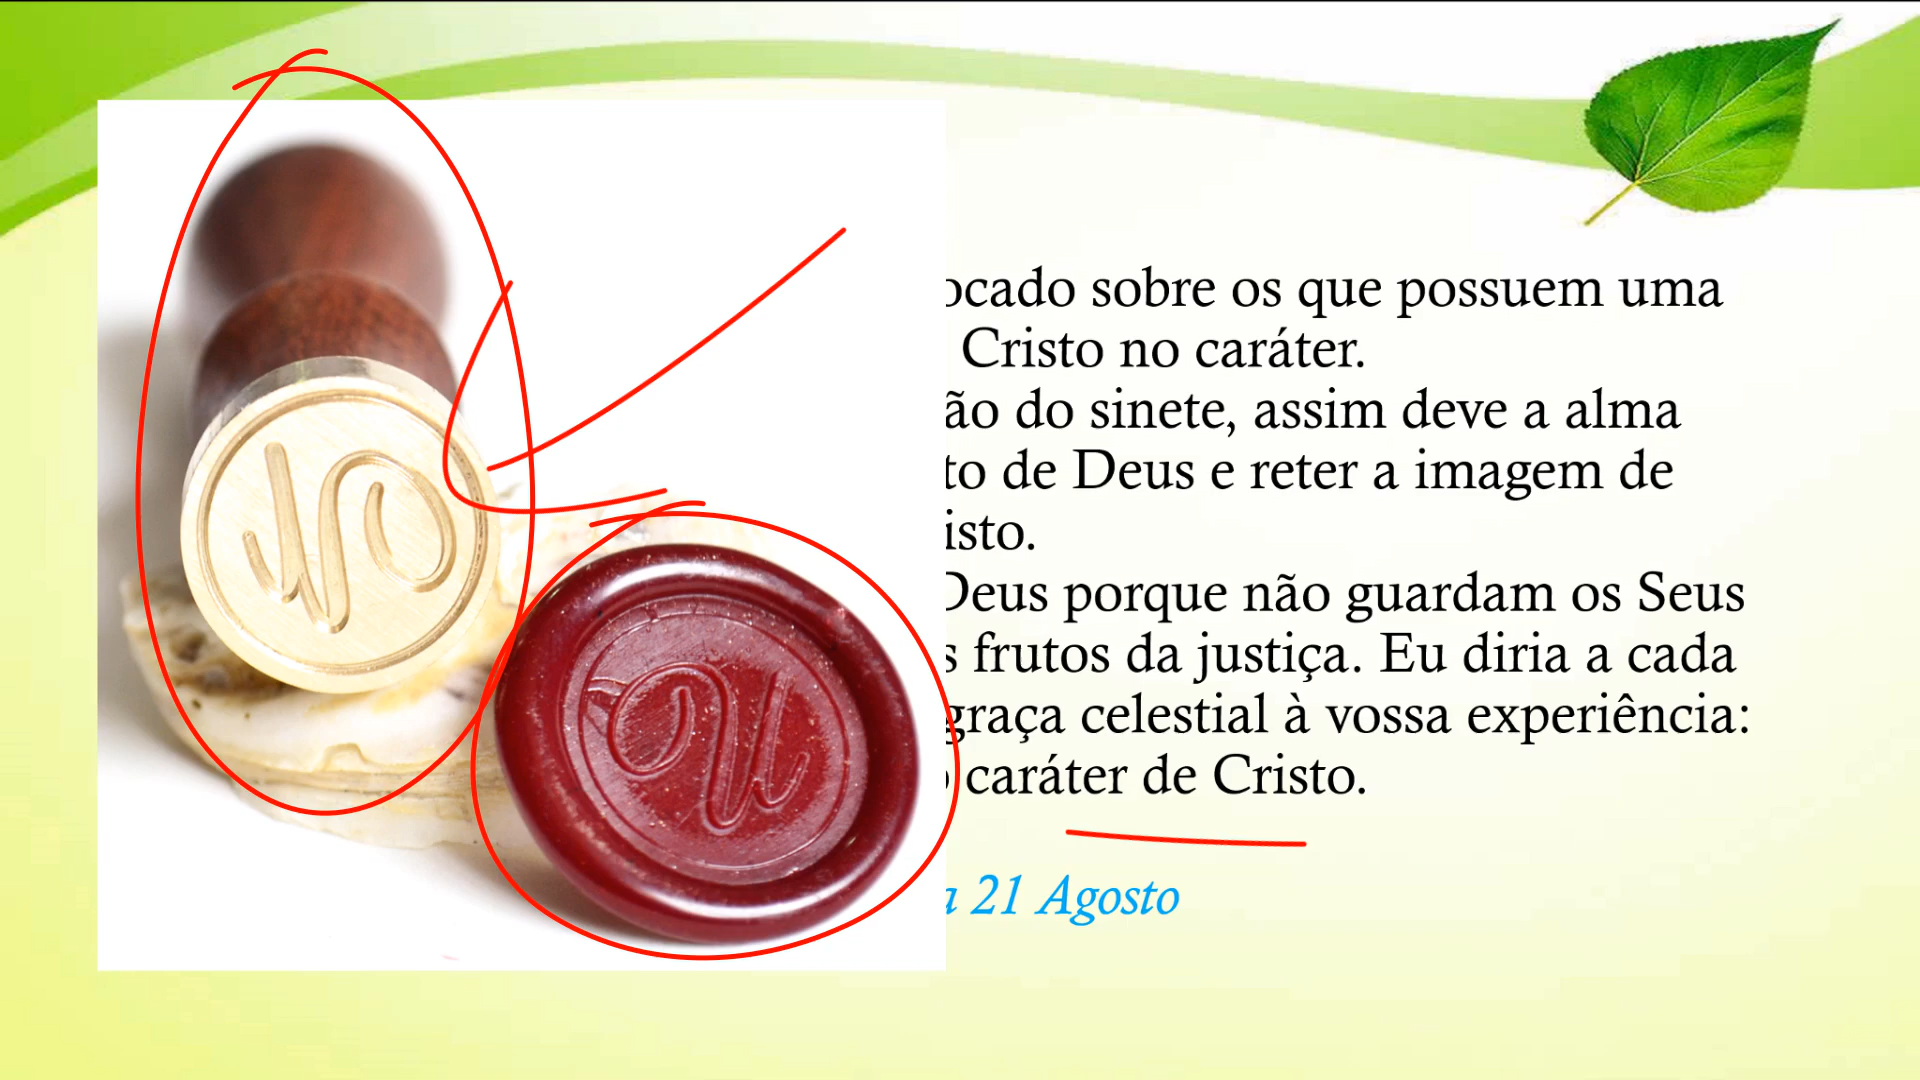 ocado sobre os que possuem uma
Cristo no caráter.
ão do sinete, assim deve a alma
to de Deus e reter a imagem de
isto.
Deus porque não guardam os Seus
s frutos da justiça. Eu diria a cada
graça celestial à vossa experiência:
caráter de Cristo.
21 Agosto
U